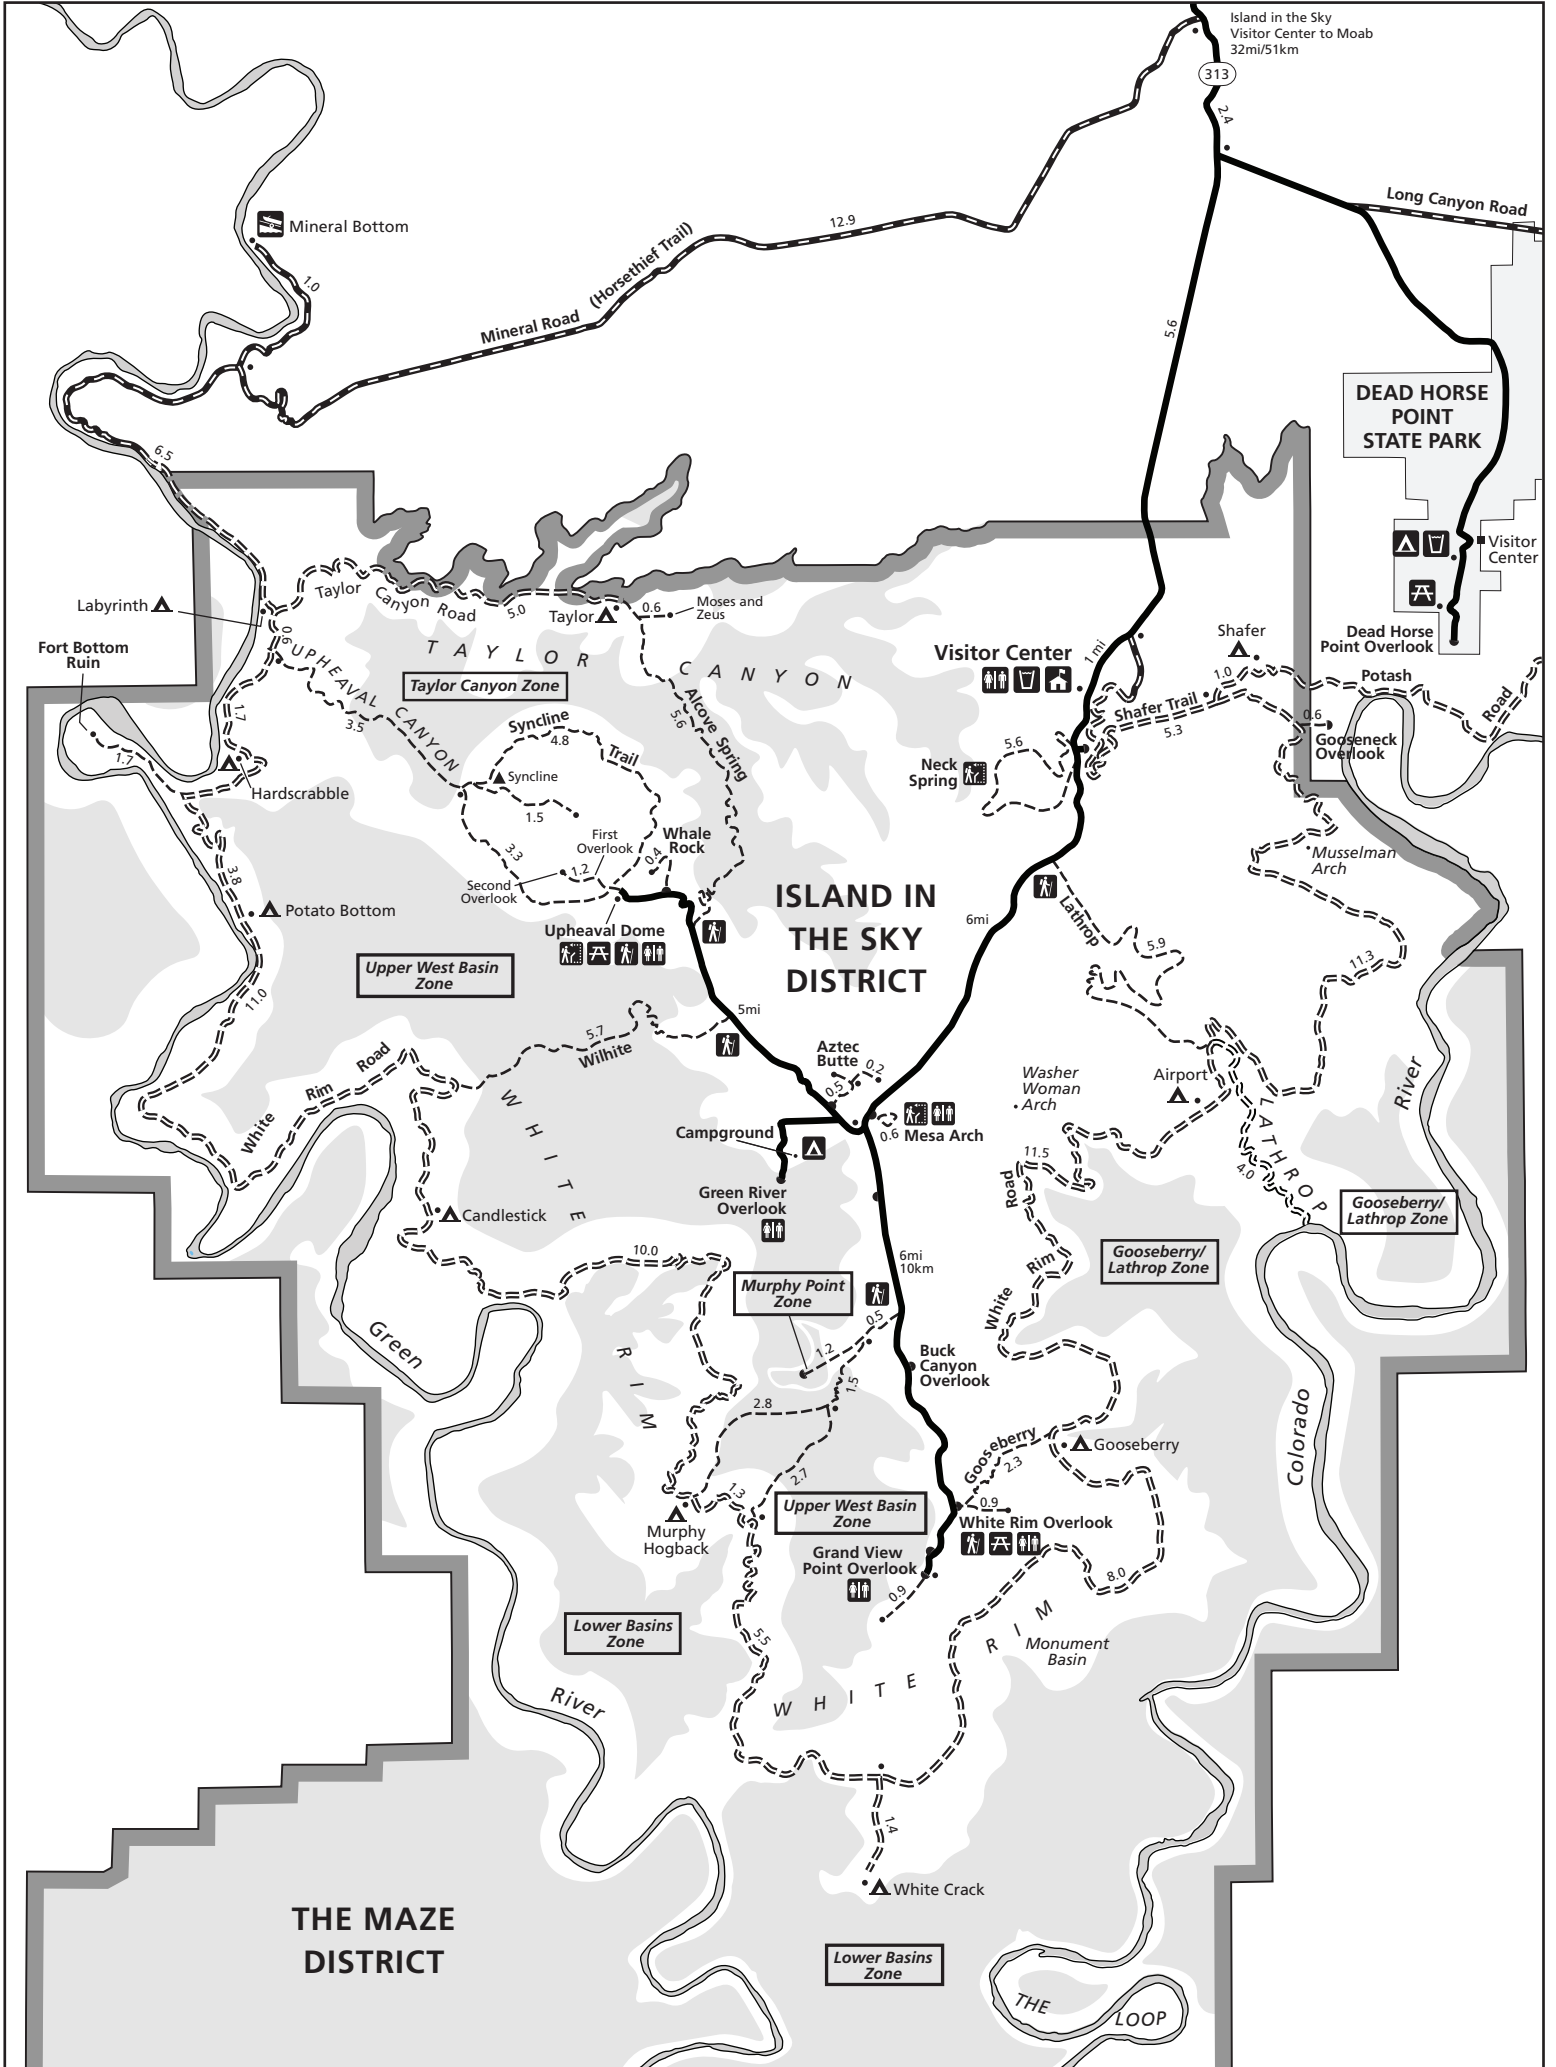 Island in the Sky
Visitor Center to Moab
32mi/51km
313
2.4
Long Canyon Road
12.9
Mineral Bottom
1.0
(Horsethief Trail)
Mineral Road
5.6
DEAD HORSE
POINT
STATE PARK
6.5
Visitor
Center
Taylor Canyon Road
5.0
Labyrinth
Taylor
0.6
Moses and
Zeus
Dead Horse
Point Overlook
Fort Bottom
Ruin
0.6
UPHEAVAL CANYON
TAYLOR CANYON
Taylor Canyon Zone
Visitor Center
1 mi
Shafer
1.0
Potash
Road
Shafer Trail
5.3
0.6
Gooseneck
Overlook
1.7
3.5
Syncline
4.8
Trail
Alcove Spring
5.6
5.6
Neck
Spring
1.7
Hardscrabble
Syncline
1.5
First
Overlook
Whale
Rock
0.4
3.3
1.2
Second
Overlook
Musselman
Arch
3.8
Potato Bottom
Upheaval Dome
ISLAND IN
THE SKY
DISTRICT
6mi
Lathrop
5.9
11.3
Upper West Basin
Zone
11.0
5mi
5.7
Wilhite
Aztec
Butte
0.2
0.5
Washer
Woman
Arch
Airport
River
White Rim Road
WHITE
Campground
0.6
Mesa Arch
LATHROP
4.0
11.5
Road
Green River
Overlook
Candlestick
Gooseberry/
Lathrop Zone
Gooseberry/
Lathrop Zone
10.0
6mi
10km
Rim
Murphy Point
Zone
White
0.5
Green
1.2
Buck
Canyon
Overlook
RIM
1.5
2.8
Colorado
Gooseberry
2.3
Gooseberry
2.7
1.3
0.9
Upper West Basin
Zone
White Rim Overlook
Murphy
Hogback
Grand View
Point Overlook
8.0
0.9
Lower Basins
Zone
5.5
RIM
Monument
Basin
River
WHITE
1.4
White Crack
THE MAZE
DISTRICT
Lower Basins
Zone
THE
LOOP